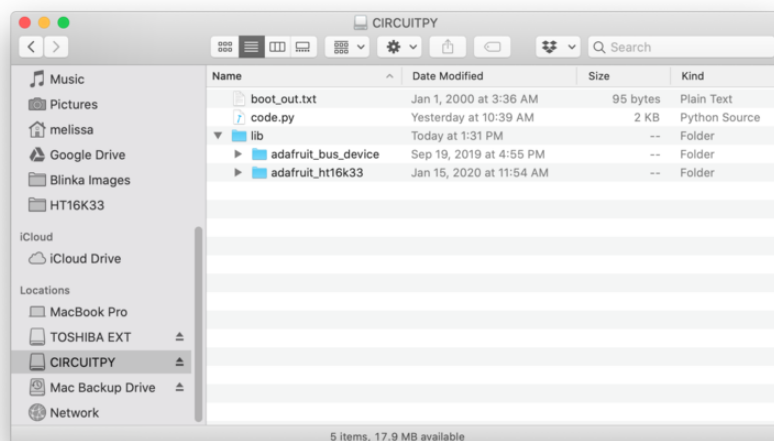 CIRCUITPY
Search
Music
Pictures
melissa
Google Drive
Blinka Images
HT16K33
iCloud
iCloud Drive
Locations
MacBook Pro
TOSHIBA EXT
CIRCUITPY
Mac Backup Drive
Network
Name Date Modified Size Kind
boot_out.txt Jan 1, 2000 at 3:36 AM 95 bytes Plain Text
code.py Yesterday at 10:39 AM 2 KB Python Source
lib Today at 1:31 PM -- Folder
adafruit_bus_device Sep 19, 2019 at 4:55 PM -- Folder
adafruit_ht16k33 Jan 15, 2020 at 11:54 AM -- Folder
5 items, 17.9 MB available